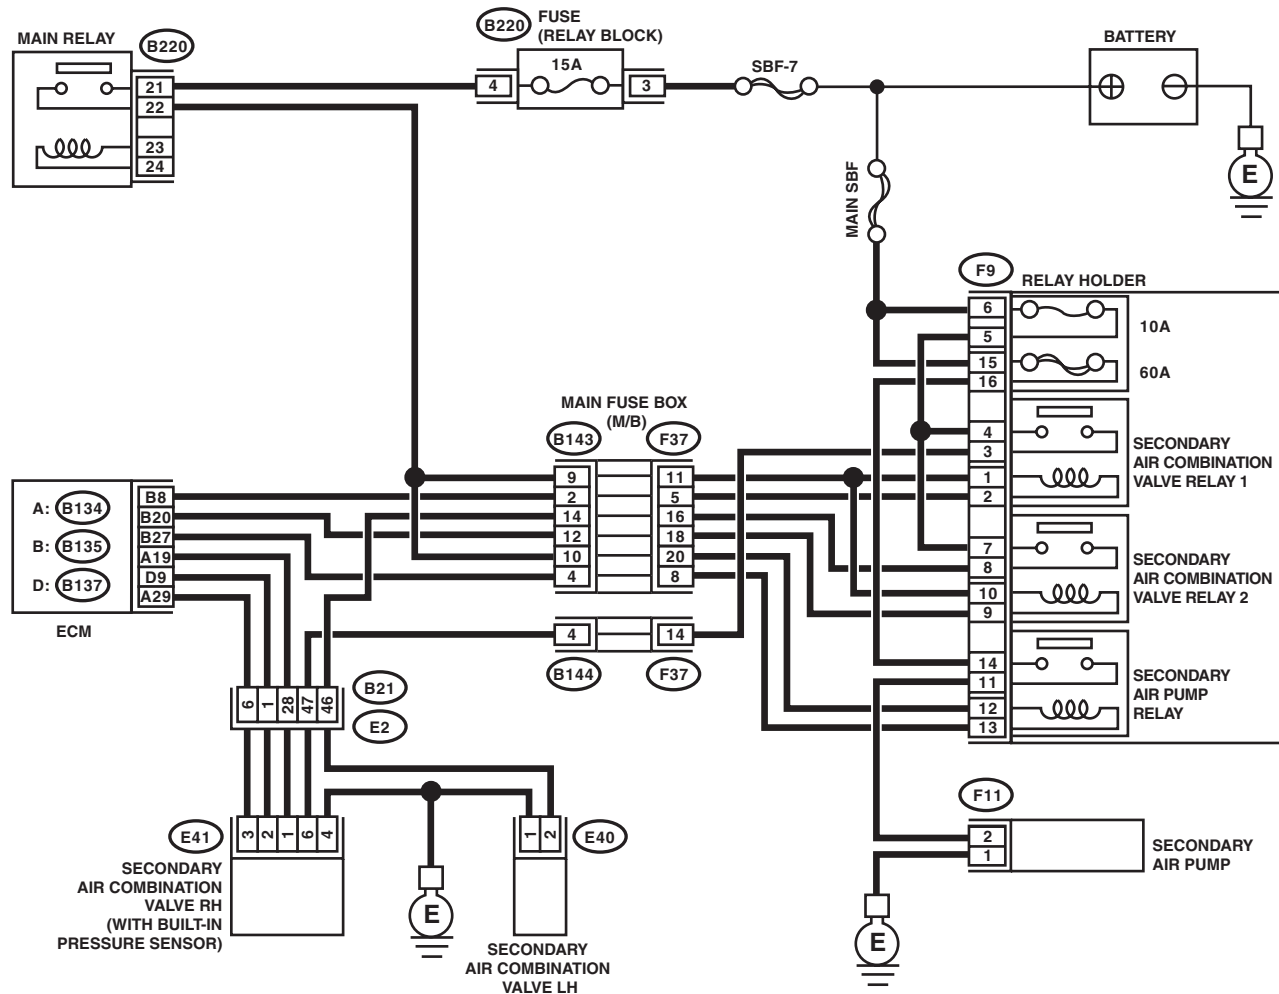 MAIN RELAY
B220
21
22
23
24
B220
FUSE
(RELAY BLOCK)
15A
4
3
SBF-7
BATTERY
E
MAIN SBF
F9
RELAY HOLDER
6
5
15
16
4
3
1
2
7
8
10
9
14
11
12
13
10A
60A
SECONDARY
AIR COMBINATION
VALVE RELAY 1
SECONDARY
AIR COMBINATION
VALVE RELAY 2
SECONDARY
AIR PUMP
RELAY
MAIN FUSE BOX
(M/B)
B143
F37
9
2
14
12
10
4
11
5
16
18
20
8
4
14
B144
F37
A: B134
B: B135
D: B137
B8
B20
B27
A19
D9
A29
ECM
6
1
28
47
46
B21
E2
E41
3
2
1
6
4
SECONDARY
AIR COMBINATION
VALVE RH
(WITH BUILT-IN
PRESSURE SENSOR)
E
1
2
E40
SECONDARY
AIR COMBINATION
VALVE LH
F11
2
1
SECONDARY
AIR PUMP
E